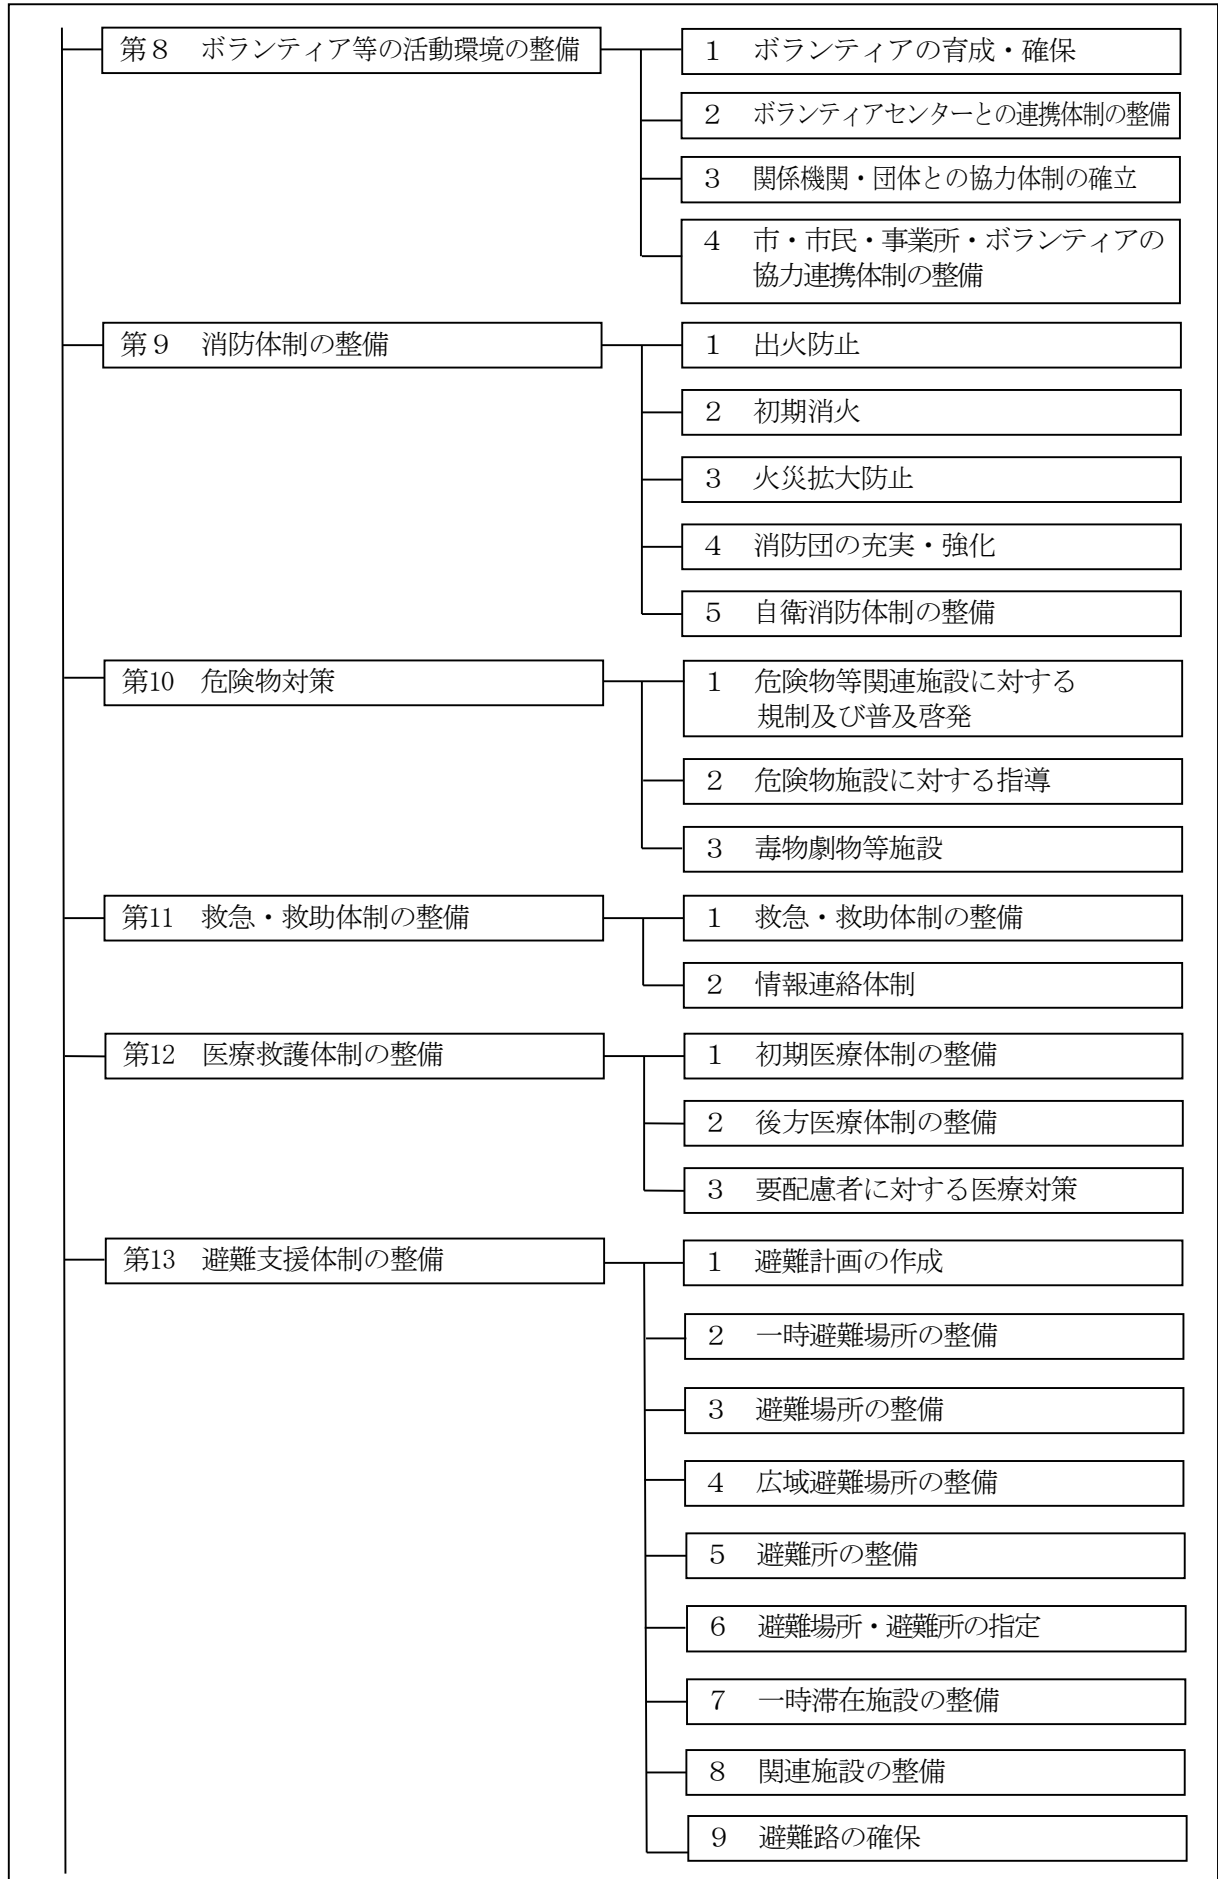 第８　ボランティア等の活動環境の整備
１　ボランティアの育成・確保
２　ボランティアセンターとの連携体制の整備
３　関係機関・団体との協力体制の確立
４　市・市民・事業所・ボランティアの
協力連携体制の整備
第９　消防体制の整備
１　出火防止
２　初期消火
３　火災拡大防止
４　消防団の充実・強化
５　自衛消防体制の整備
第10　危険物対策
１　危険物等関連施設に対する
規制及び普及啓発
２　危険物施設に対する指導
３　毒物劇物等施設
第11　救急・救助体制の整備
１　救急・救助体制の整備
２　情報連絡体制
第12　医療救護体制の整備
１　初期医療体制の整備
２　後方医療体制の整備
３　要配慮者に対する医療対策
第13　避難支援体制の整備
１　避難計画の作成
２　一時避難場所の整備
３　避難場所の整備
４　広域避難場所の整備
５　避難所の整備
６　避難場所・避難所の指定
７　一時滞在施設の整備
８　関連施設の整備
９　避難路の確保